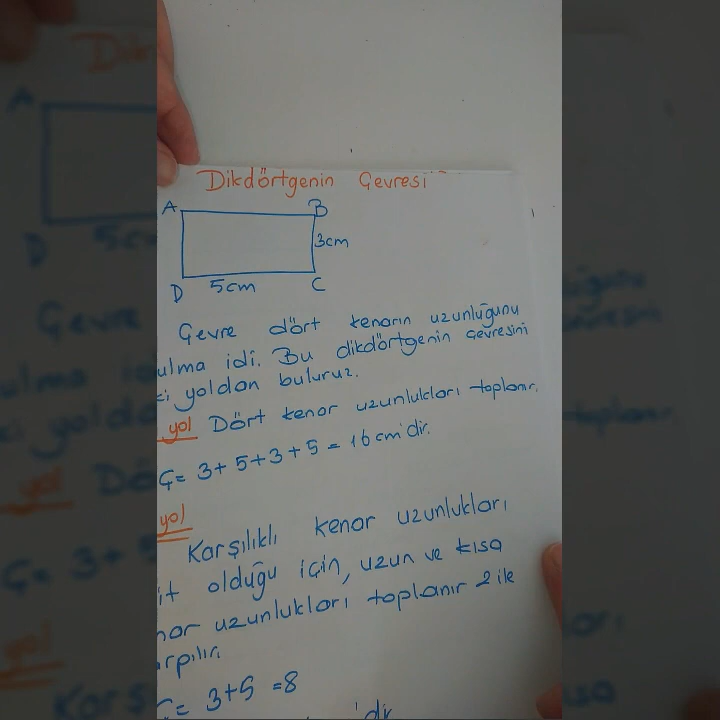 Dikdörtgenin Çevresi
A B
3cm
D 5cm C
Çevre dört kenarın uzunluğunu
ulma idi. Bu dikdörtgenin çevresini
ki yoldan buluruz.
yol Dört kenar uzunlukları toplanır.
Ç= 3+5+3+5 = 16 cm'dir.
yol
Karşılıklı kenar uzunlukları
it olduğu için, uzun ve kısa
nar uzunlukları toplanır 2 ile
arpılır.
Ç= 3+5 =8
'dir